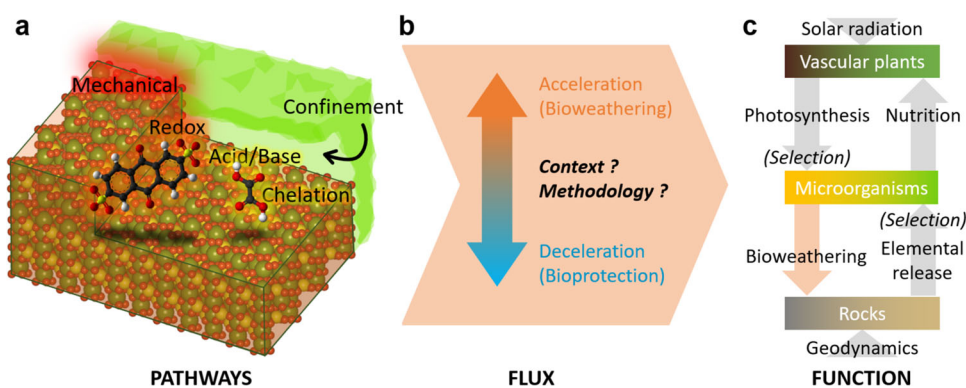 a
Mechanical
Confinement
Redox
Acid/Base
Chelation
PATHWAYS
b
Acceleration
(Bioweathering)
Context ?
Methodology ?
Deceleration
(Bioprotection)
FLUX
c
Solar radiation
Vascular plants
Photosynthesis
Nutrition
(Selection)
Microorganisms
(Selection)
Bioweathering
Elemental
release
Rocks
Geodynamics
FUNCTION